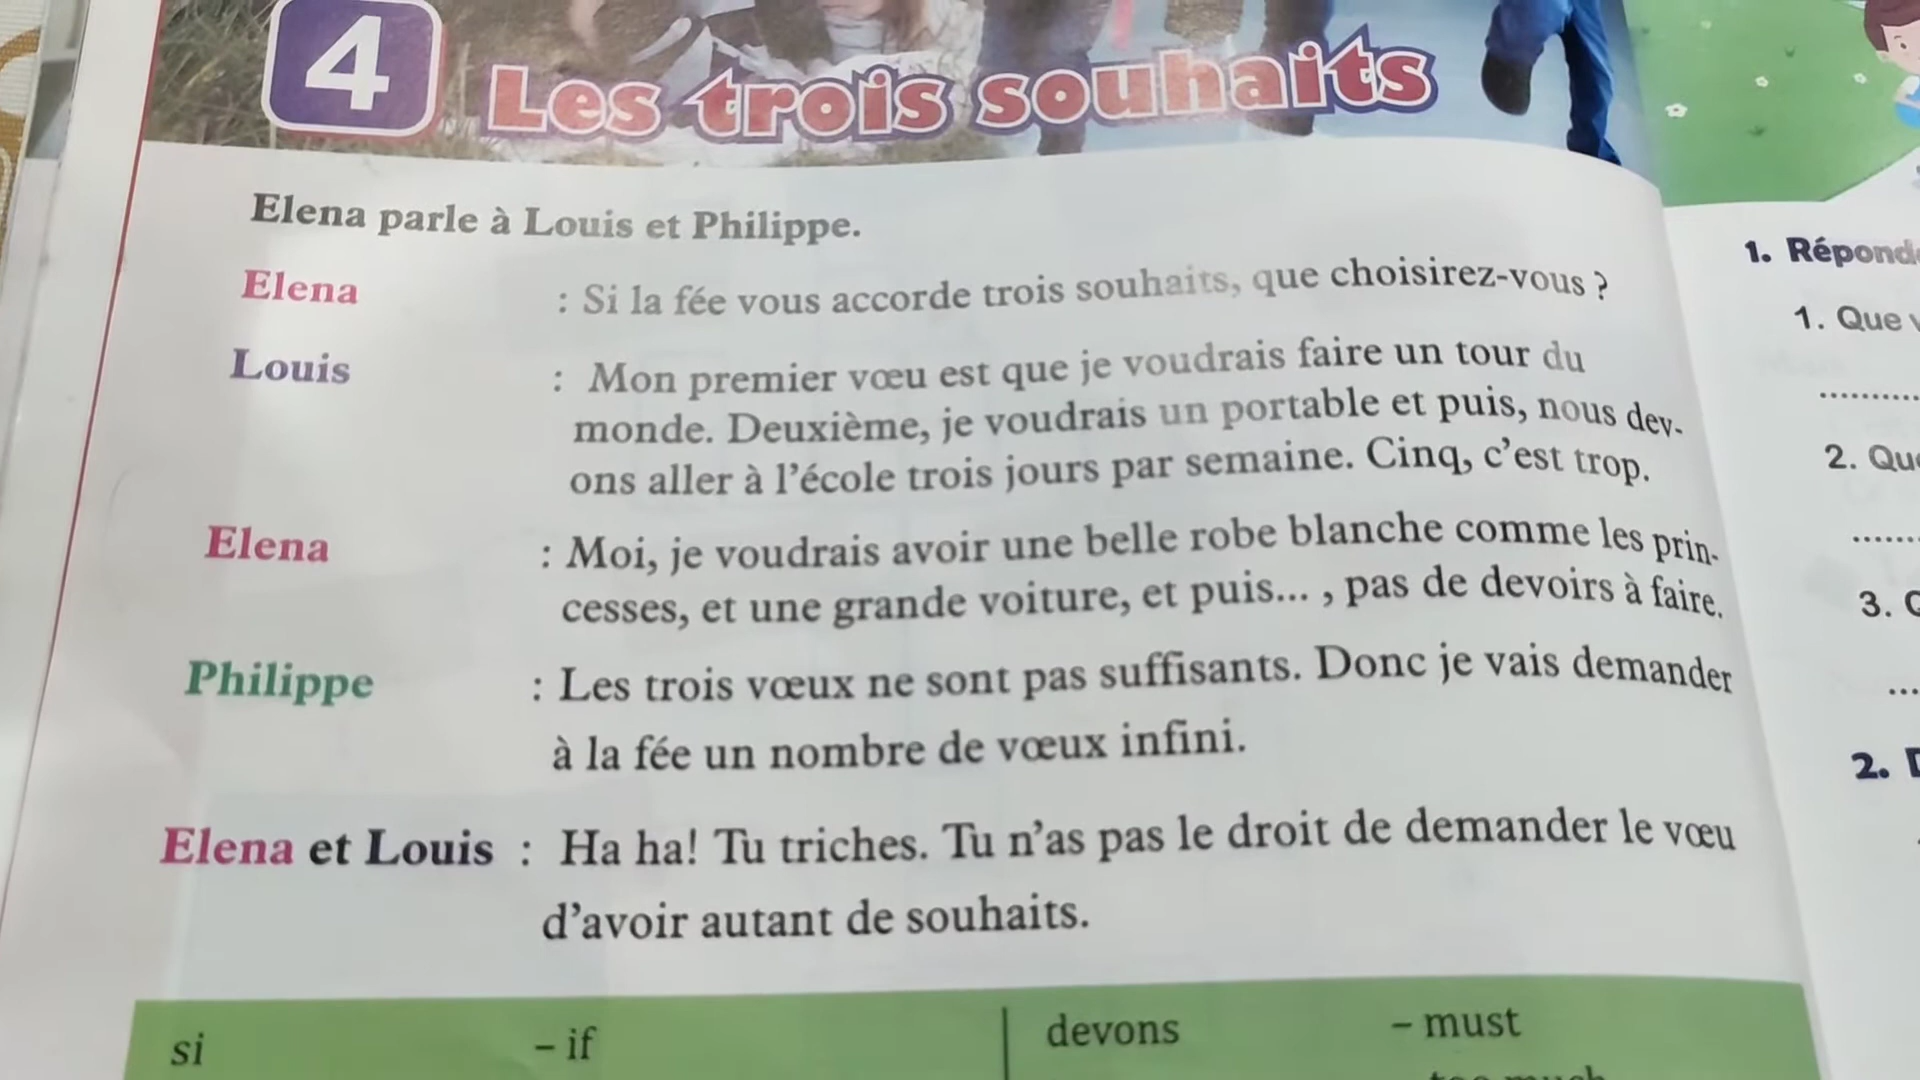 4 Les trois souhaits
Elena parle à Louis et Philippe.
Elena : Si la fée vous accorde trois souhaits, que choisirez-vous ?
Louis : Mon premier vœu est que je voudrais faire un tour du
monde. Deuxième, je voudrais un portable et puis, nous dev-
ons aller à l'école trois jours par semaine. Cinq, c'est trop.
Elena : Moi, je voudrais avoir une belle robe blanche comme les prin-
cesses, et une grande voiture, et puis... , pas de devoirs à faire.
Philippe : Les trois vœux ne sont pas suffisants. Donc je vais demander
à la fée un nombre de vœux infini.
Elena et Louis : Ha ha! Tu triches. Tu n'as pas le droit de demander le vœu
d'avoir autant de souhaits.
si – if
devons – must
too much
1.
1. Que
2.
3.
2.